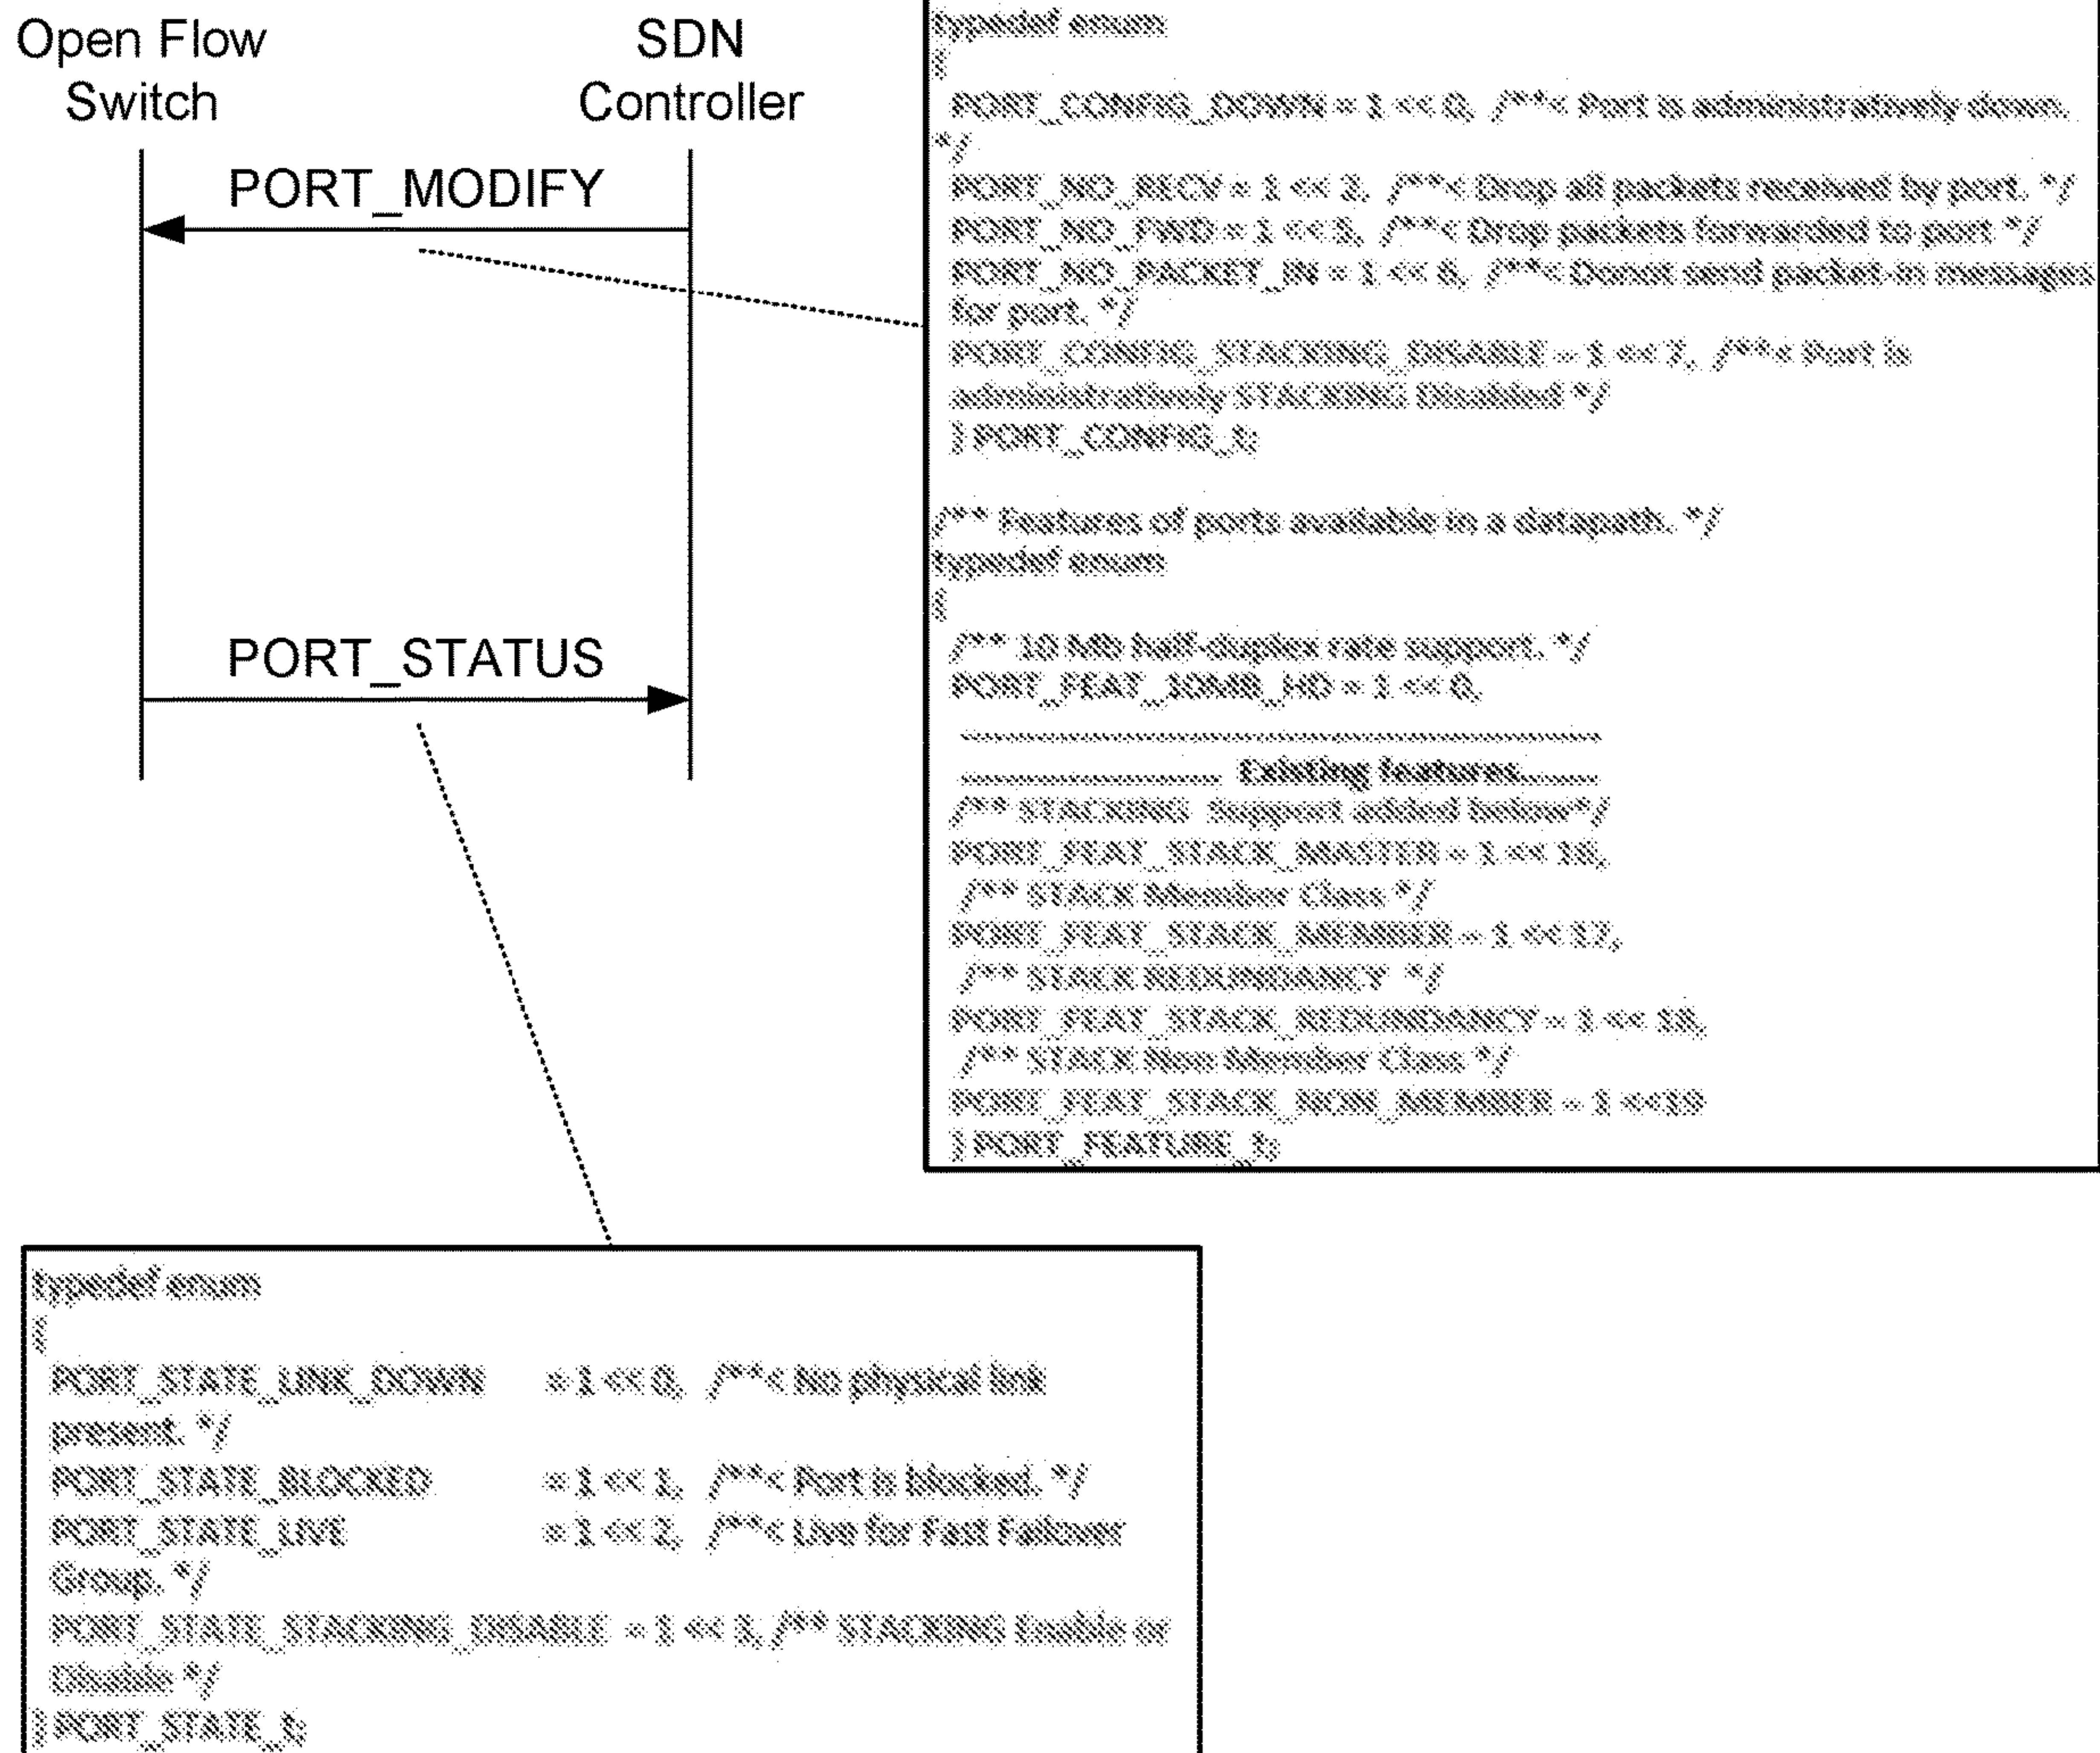 Open Flow
Switch
SDN
Controller
PORT_MODIFY
PORT_STATUS
typedef enum
{
PORT_CONFIG_DOWN = 1 << 0, /**< Port is administratively down.
*/
PORT_NO_RECV = 1 << 2, /**< Drop all packets received by port. */
PORT_NO_FWD = 1 << 5, /**< Drop packets forwarded to port */
PORT_NO_PACKET_IN = 1 << 6, /**< Donot send packet-in messages
for port. */
PORT_CONFIG_STACKING_DISABLE = 1 << 7, /**< Port is
administratively STACKING Disabled */
} PORT_CONFIG_t;
/** Features of ports available in a datapath. */
typedef enum
{
/** 10 Mb half-duplex rate support. */
PORT_FEAT_10MB_HD = 1 << 0,
Existing features
/** STACKING Support added below*/
PORT_FEAT_STACK_MASTER = 1 << 16,
/** STACK Member Class */
PORT_FEAT_STACK_MEMBER = 1 << 17,
/** STACK REDUNDANCY */
PORT_FEAT_STACK_REDUNDANCY = 1 << 18,
/** STACK Non Member Class */
PORT_FEAT_STACK_NON_MEMBER = 1 <<19
} PORT_FEATURE_t;
typedef enum
{
PORT_STATE_LINK_DOWN = 1 << 0, /**< No physical link
present. */
PORT_STATE_BLOCKED = 1 << 1, /**< Port is blocked. */
PORT_STATE_LIVE = 1 << 2, /**< Live for Fast Failover
Group. */
PORT_STATE_STACKING_DISABLE = 1 << 3, /** STACKING Enable or
Disable */
} PORT_STATE_t;